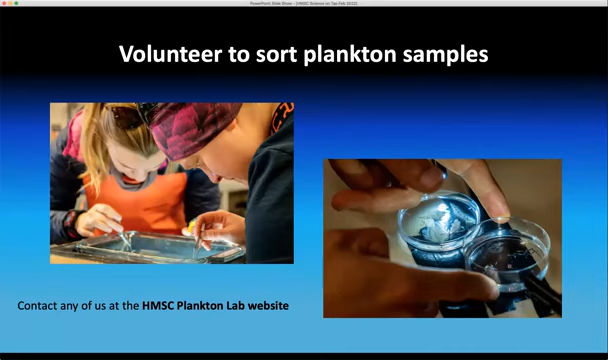 PowerPoint Slide Show - [HMSC Science on Tap Feb 2022]
Volunteer to sort plankton samples
Contact any of us at the HMSC Plankton Lab website